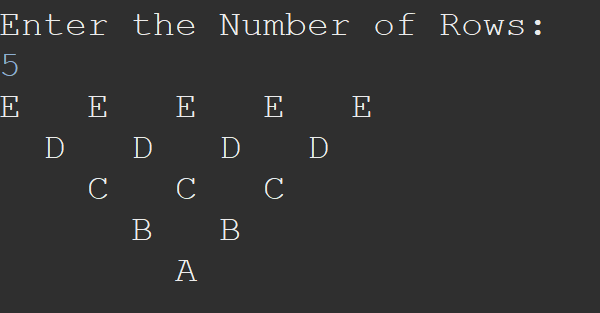 Enter the Number of Rows:
5
E   E   E   E   E
  D   D   D   D
    C   C   C
      B   B
        A